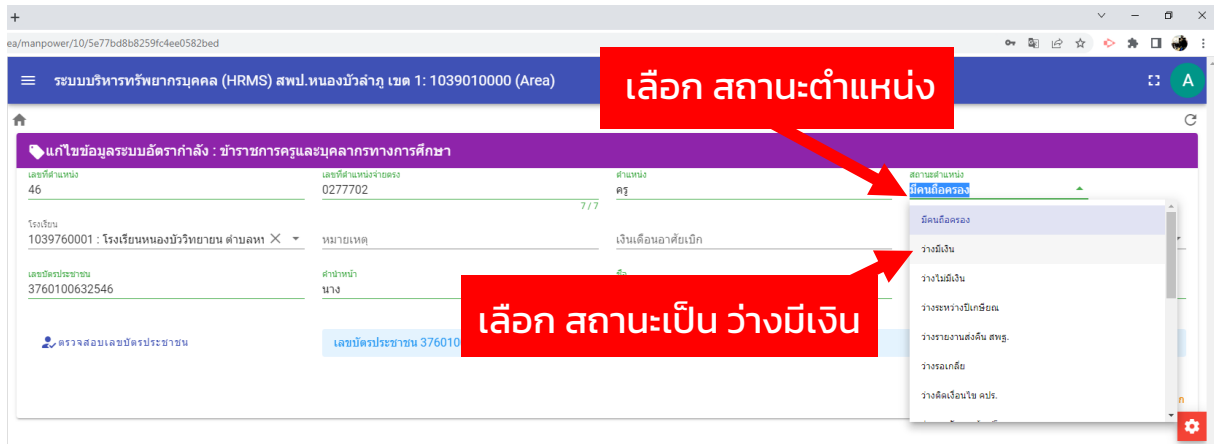 ea/manpower/10/5e77bd8b8259fc4ee0582bed
ระบบบริหารทรัพยากรบุคคล (HRMS) สพป.หนองบัวลำภู เขต 1: 1039010000 (Area)
A
เลือก สถานะตำแหน่ง
แก้ไขข้อมูลระบบอัตรากำลัง : ข้าราชการครูและบุคลากรทางการศึกษา
เลขที่ตำแหน่ง
46
เลขที่ตำแหน่งจ่ายตรง
0277702
7 / 7
ตำแหน่ง
ครู
สถานะตำแหน่ง
มีคนถือครอง
โรงเรียน
1039760001 : โรงเรียนหนองบัววิทยายน ตำบลหา
หมายเหตุ
เงินเดือนอาศัยเบิก
เลขบัตรประชาชน
3760100632546
คำนำหน้า
นาง
ชื่อ
มีคนถือครอง
ว่างมีเงิน
ว่างไม่มีเงิน
ว่างระหว่างปีเกษียณ
ว่างรายงานส่งคืน สพฐ.
ว่างรอเกลี่ย
ว่างติดเงื่อนไข คปร.
เลือก สถานะเป็น ว่างมีเงิน
ตรวจสอบเลขบัตรประชาชน
เลขบัตรประชาชน 376010